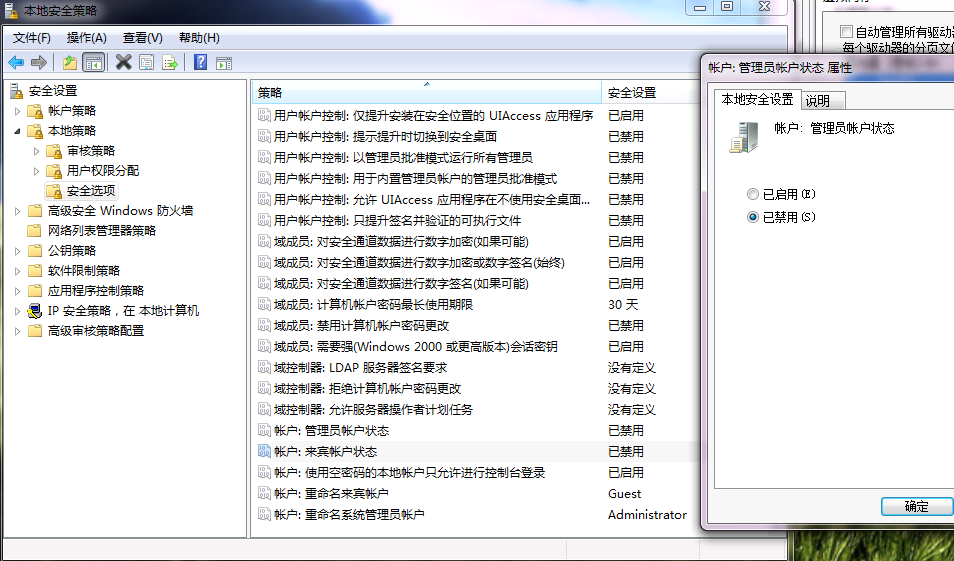 本地安全策略
文件(F) 操作(A) 查看(V) 帮助(H)
安全设置
帐户策略
本地策略
审核策略
用户权限分配
安全选项
高级安全 Windows 防火墙
网络列表管理器策略
公钥策略
软件限制策略
应用程序控制策略
IP 安全策略，在 本地计算机
高级审核策略配置
策略 安全设置
用户帐户控制: 仅提升安装在安全位置的 UIAccess 应用程序 已启用
用户帐户控制: 提示提升时切换到安全桌面 已禁用
用户帐户控制: 以管理员批准模式运行所有管理员 已禁用
用户帐户控制: 用于内置管理员帐户的管理员批准模式 已禁用
用户帐户控制: 允许 UIAccess 应用程序在不使用安全桌面... 已禁用
用户帐户控制: 只提升签名并验证的可执行文件 已禁用
域成员: 对安全通道数据进行数字加密(如果可能) 已启用
域成员: 对安全通道数据进行数字加密或数字签名(始终) 已启用
域成员: 对安全通道数据进行数字签名(如果可能) 已启用
域成员: 计算机帐户密码最长使用期限 30 天
域成员: 禁用计算机帐户密码更改 已禁用
域成员: 需要强(Windows 2000 或更高版本)会话密钥 已启用
域控制器: LDAP 服务器签名要求 没有定义
域控制器: 拒绝计算机帐户密码更改 没有定义
域控制器: 允许服务器操作者计划任务 没有定义
帐户: 管理员帐户状态 已禁用
帐户: 来宾帐户状态 已禁用
帐户: 使用空密码的本地帐户只允许进行控制台登录 已启用
帐户: 重命名来宾帐户 Guest
帐户: 重命名系统管理员帐户 Administrator
自动管理所有驱动
每个驱动器的分页文
帐户: 管理员帐户状态 属性
本地安全设置 说明
帐户: 管理员帐户状态
已启用(E)
已禁用(S)
确定